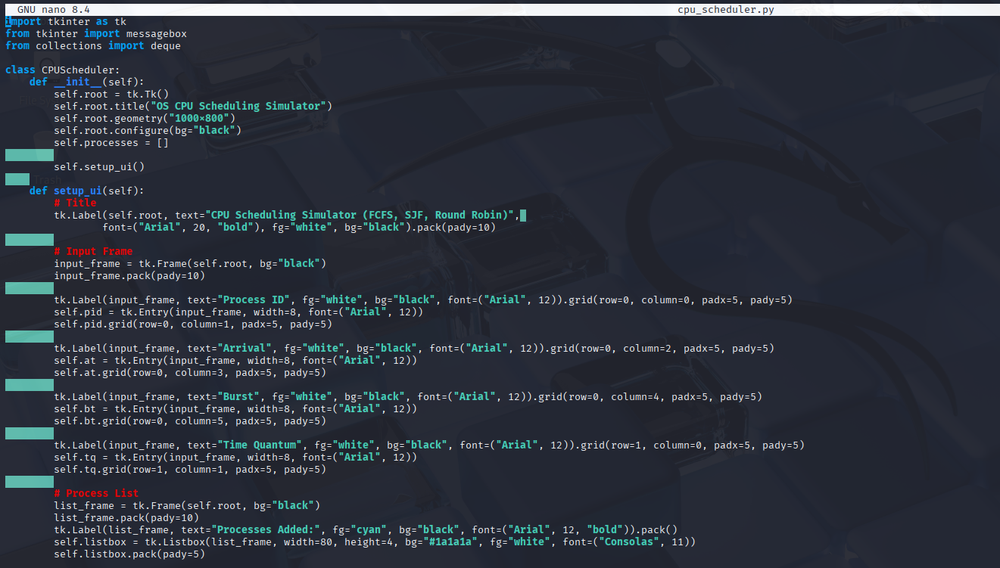 GNU nano 8.4 cpu_scheduler.py
import tkinter as tk
from tkinter import messagebox
from collections import deque

class CPUScheduler:
    def __init__(self):
        self.root = tk.Tk()
        self.root.title("OS CPU Scheduling Simulator")
        self.root.geometry("1000×800")
        self.root.configure(bg="black")
        self.processes = []

        self.setup_ui()

    def setup_ui(self):
        # Title
        tk.Label(self.root, text="CPU Scheduling Simulator (FCFS, SJF, Round Robin)",
                font=("Arial", 20, "bold"), fg="white", bg="black").pack(pady=10)

        # Input Frame
        input_frame = tk.Frame(self.root, bg="black")
        input_frame.pack(pady=10)

        tk.Label(input_frame, text="Process ID", fg="white", bg="black", font=("Arial", 12)).grid(row=0, column=0, padx=5, pady=5)
        self.pid = tk.Entry(input_frame, width=8, font=("Arial", 12))
        self.pid.grid(row=0, column=1, padx=5, pady=5)

        tk.Label(input_frame, text="Arrival", fg="white", bg="black", font=("Arial", 12)).grid(row=0, column=2, padx=5, pady=5)
        self.at = tk.Entry(input_frame, width=8, font=("Arial", 12))
        self.at.grid(row=0, column=3, padx=5, pady=5)

        tk.Label(input_frame, text="Burst", fg="white", bg="black", font=("Arial", 12)).grid(row=0, column=4, padx=5, pady=5)
        self.bt = tk.Entry(input_frame, width=8, font=("Arial", 12))
        self.bt.grid(row=0, column=5, padx=5, pady=5)

        tk.Label(input_frame, text="Time Quantum", fg="white", bg="black", font=("Arial", 12)).grid(row=1, column=0, padx=5, pady=5)
        self.tq = tk.Entry(input_frame, width=8, font=("Arial", 12))
        self.tq.grid(row=1, column=1, padx=5, pady=5)

        # Process List
        list_frame = tk.Frame(self.root, bg="black")
        list_frame.pack(pady=10)
        tk.Label(list_frame, text="Processes Added:", fg="cyan", bg="black", font=("Arial", 12, "bold")).pack()
        self.listbox = tk.Listbox(list_frame, width=80, height=4, bg="#1a1a1a", fg="white", font=("Consolas", 11))
        self.listbox.pack(pady=5)
Trash